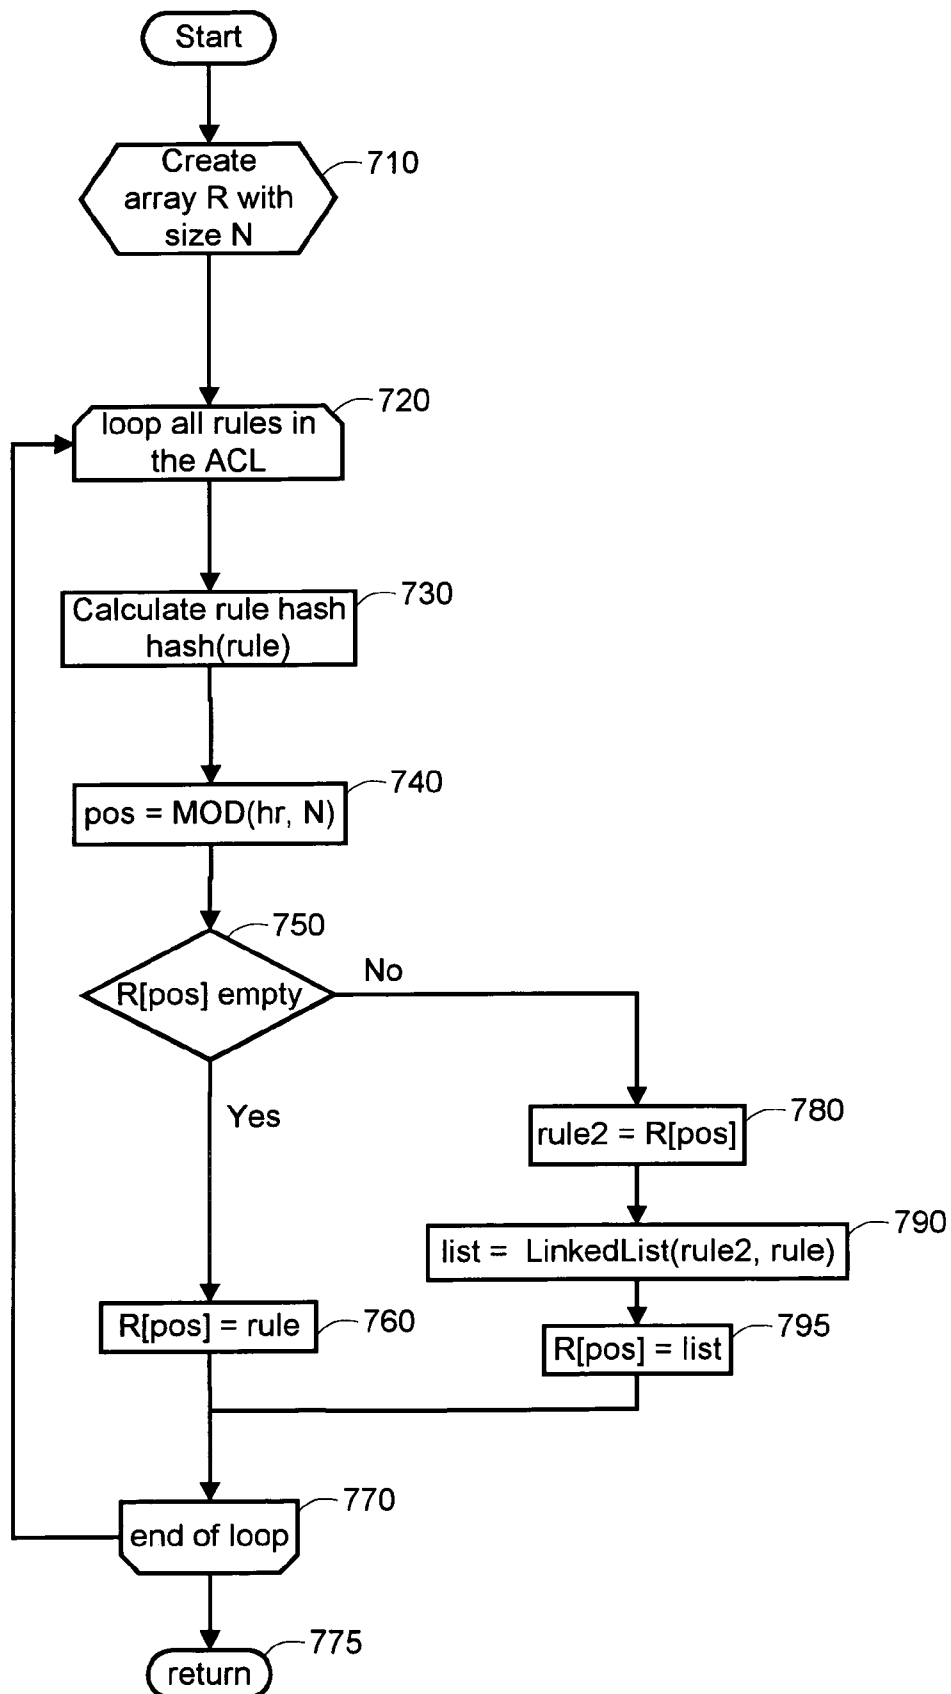 Start
Create
array R with
size N
710
loop all rules in
the ACL
720
Calculate rule hash
hash(rule)
730
pos = MOD(hr, N)
740
R[pos] empty
750
No
Yes
rule2 = R[pos]
780
list = LinkedList(rule2, rule)
790
R[pos] = rule
760
R[pos] = list
795
end of loop
770
return
775